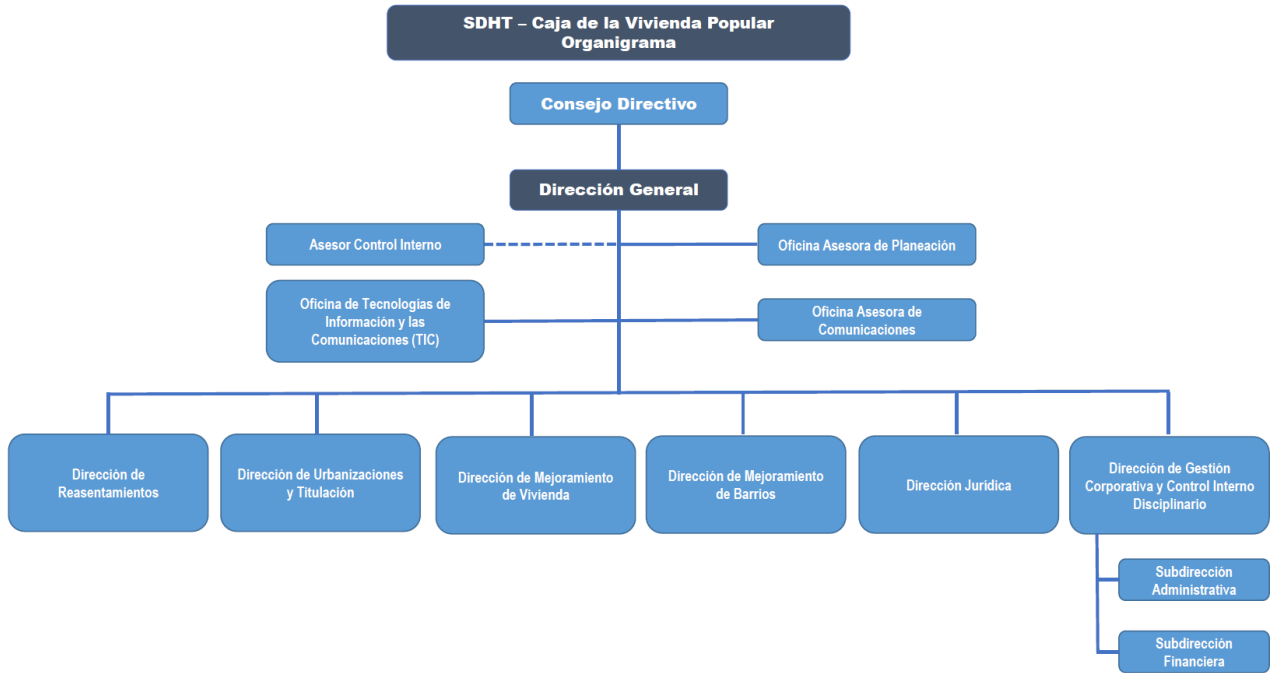 SDHT – Caja de la Vivienda Popular
Organigrama
Consejo Directivo
Dirección General
Asesor Control Interno
Oficina Asesora de Planeación
Oficina de Tecnologías de
Información y las
Comunicaciones (TIC)
Oficina Asesora de
Comunicaciones
Dirección de
Reasentamientos
Dirección de Urbanizaciones
y Titulación
Dirección de Mejoramiento
de Vivienda
Dirección de Mejoramiento
de Barrios
Dirección Jurídica
Dirección de Gestión
Corporativa y Control Interno
Disciplinario
Subdirección
Administrativa
Subdirección
Financiera